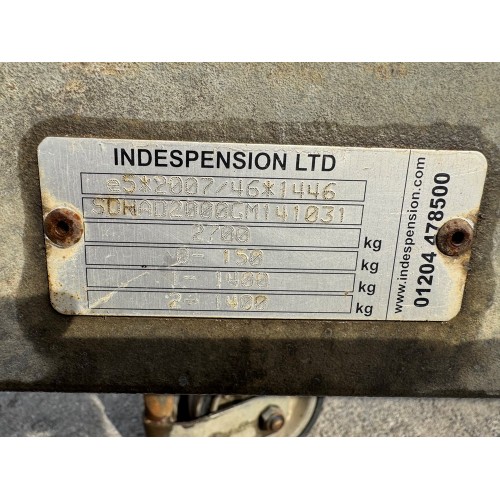 INDESPENSION LTD
e5*2007/46*1446
2700 kg
0- 150 kg
1- 1400 kg
2- 1400 kg
www.indespension.com
01204 478500